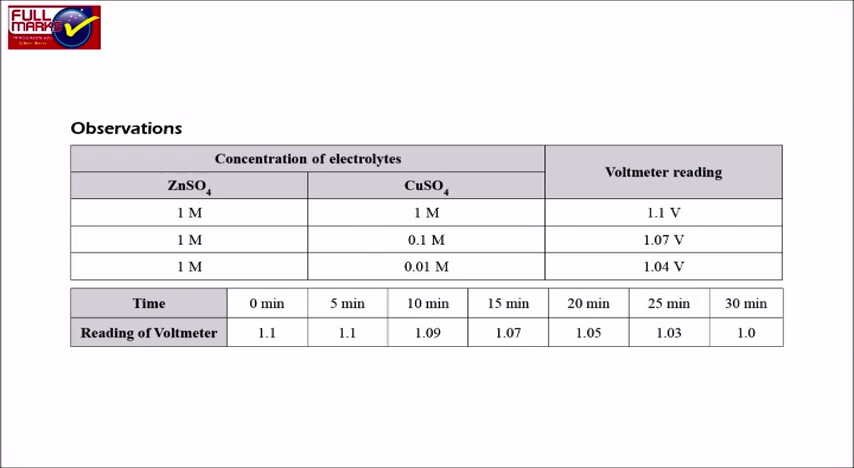 FULL
MARKS
School Books
Observations
Concentration of electrolytes Voltmeter reading
ZnSO₄ CuSO₄
1 M 1 M 1.1 V
1 M 0.1 M 1.07 V
1 M 0.01 M 1.04 V
Time 0 min 5 min 10 min 15 min 20 min 25 min 30 min
Reading of Voltmeter 1.1 1.1 1.09 1.07 1.05 1.03 1.0